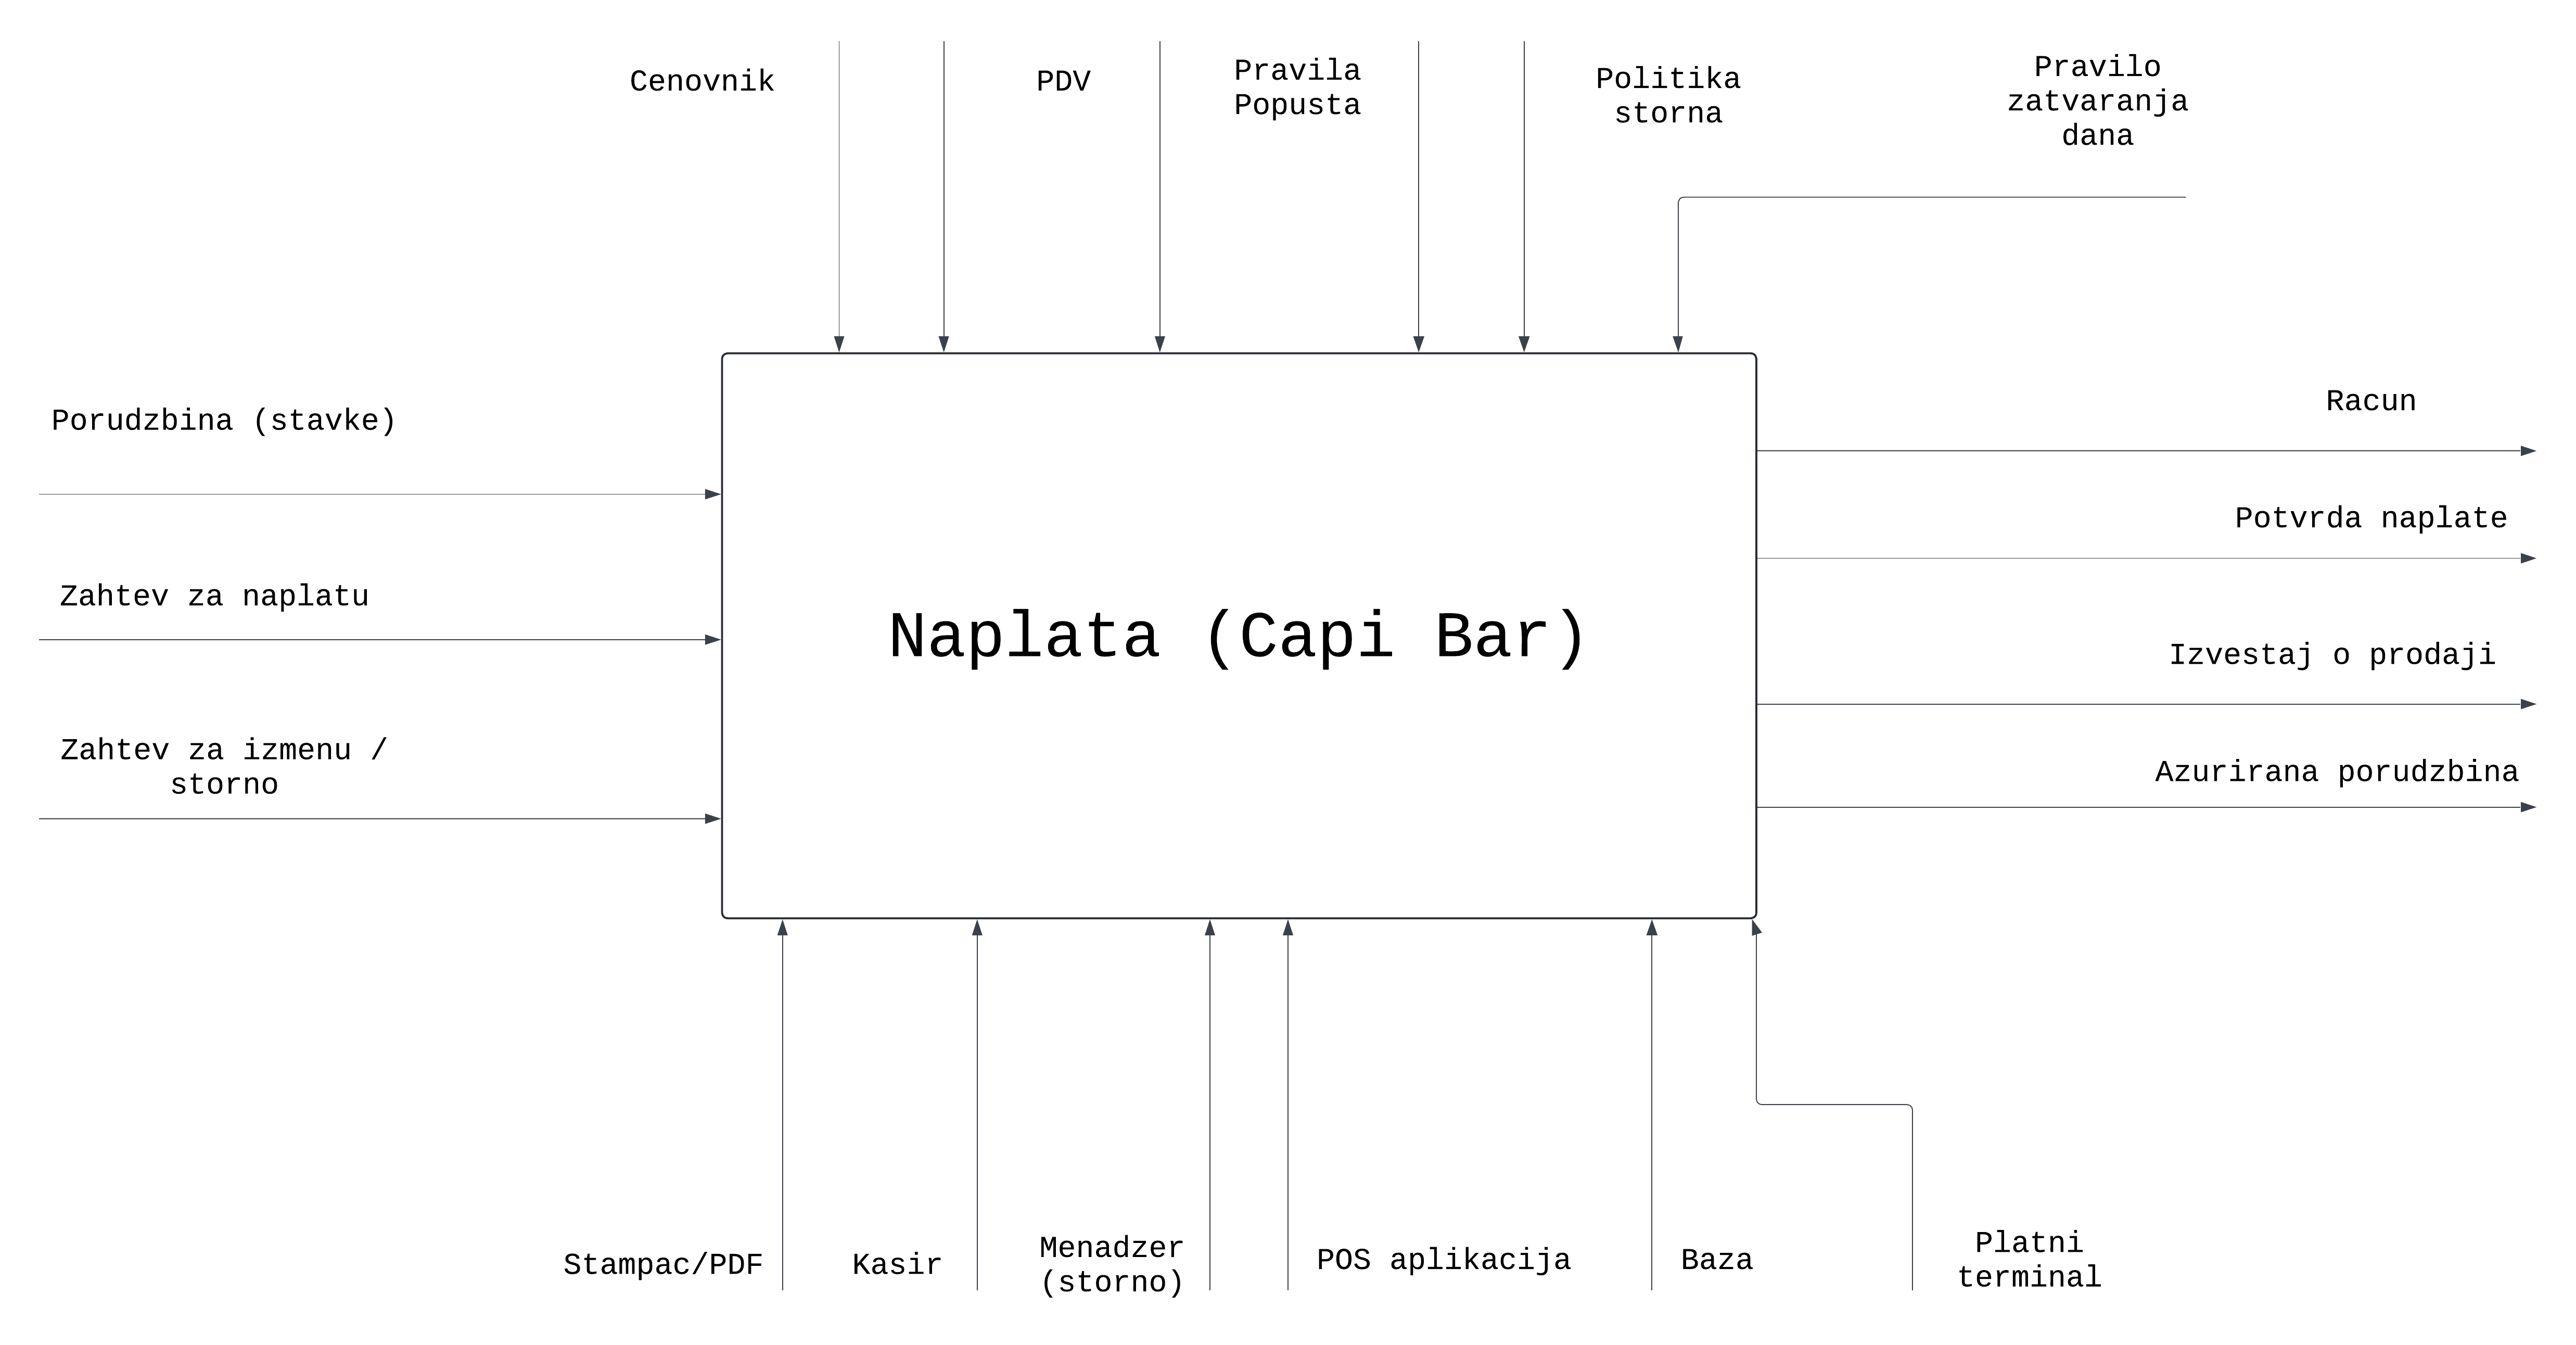 Cenovnik
PDV
Pravila
Popusta
Politika
storna
Pravilo
zatvaranja
dana
Porudzbina (stavke)
Zahtev za naplatu
Zahtev za izmenu /
storno
Naplata (Capi Bar)
Racun
Potvrda naplate
Izvestaj o prodaji
Azurirana porudzbina
Stampac/PDF
Kasir
Menadzer
(storno)
POS aplikacija
Baza
Platni
terminal